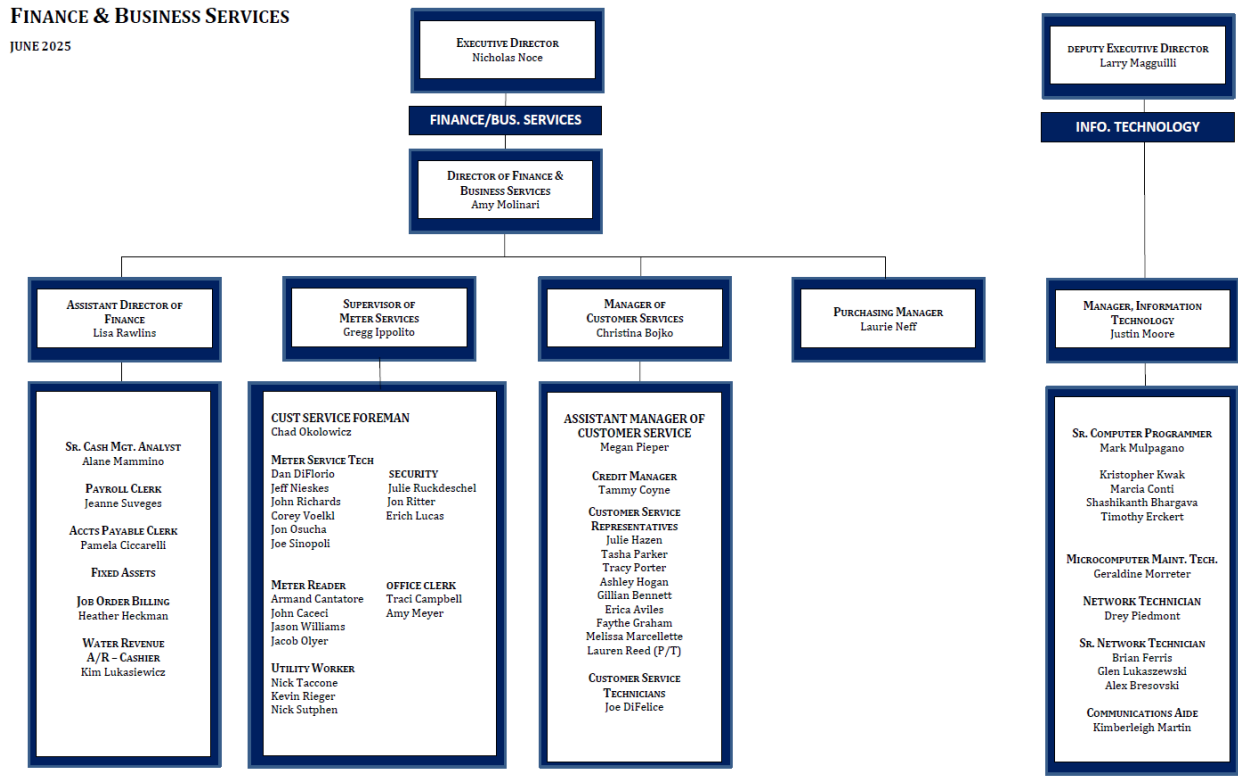 FINANCE & BUSINESS SERVICES
JUNE 2025
EXECUTIVE DIRECTOR
Nicholas Noce
FINANCE/BUS. SERVICES
DIRECTOR OF FINANCE &
BUSINESS SERVICES
Amy Molinari
DEPUTY EXECUTIVE DIRECTOR
Larry Magguilli
INFO. TECHNOLOGY
ASSISTANT DIRECTOR OF
FINANCE
Lisa Rawlins
SUPERVISOR OF
METER SERVICES
Gregg Ippolito
MANAGER OF
CUSTOMER SERVICES
Christina Bojko
PURCHASING MANAGER
Laurie Neff
MANAGER, INFORMATION
TECHNOLOGY
Justin Moore
SR. CASH MGT. ANALYST
Alane Mammino
PAYROLL CLERK
Jeanne Suveges
ACCTS PAYABLE CLERK
Pamela Ciccarelli
FIXED ASSETS
JOB ORDER BILLING
Heather Heckman
WATER REVENUE
A/R – CASHIER
Kim Lukasiewicz
CUST SERVICE FOREMAN
Chad Okolowicz
METER SERVICE TECH
Dan DiFlorio
Jeff Nieskes
John Richards
Corey Voelkl
Jon Osucha
Joe Sinopoli
SECURITY
Julie Ruckdeschel
Jon Ritter
Erich Lucas
METER READER
Armand Cantatore
John Caceci
Jason Williams
Jacob Olyer
OFFICE CLERK
Traci Campbell
Amy Meyer
UTILITY WORKER
Nick Taccone
Kevin Rieger
Nick Sutphen
ASSISTANT MANAGER OF
CUSTOMER SERVICE
Megan Pieper
CREDIT MANAGER
Tammy Coyne
CUSTOMER SERVICE
REPRESENTATIVES
Julie Hazen
Tasha Parker
Tracy Porter
Ashley Hogan
Gillian Bennett
Erica Aviles
Faythe Graham
Melissa Marcellette
Lauren Reed (P/T)
CUSTOMER SERVICE
TECHNICIANS
Joe DiFelice
SR. COMPUTER PROGRAMMER
Mark Mulpagano
Kristopher Kwak
Marcia Conti
Shashikanth Bhargava
Timothy Erckert
MICROCOMPUTER MAINT. TECH.
Geraldine Morreter
NETWORK TECHNICIAN
Drey Piedmont
SR. NETWORK TECHNICIAN
Brian Ferris
Glen Lukaszewski
Alex Bresovski
COMMUNICATIONS AIDE
Kimberleigh Martin